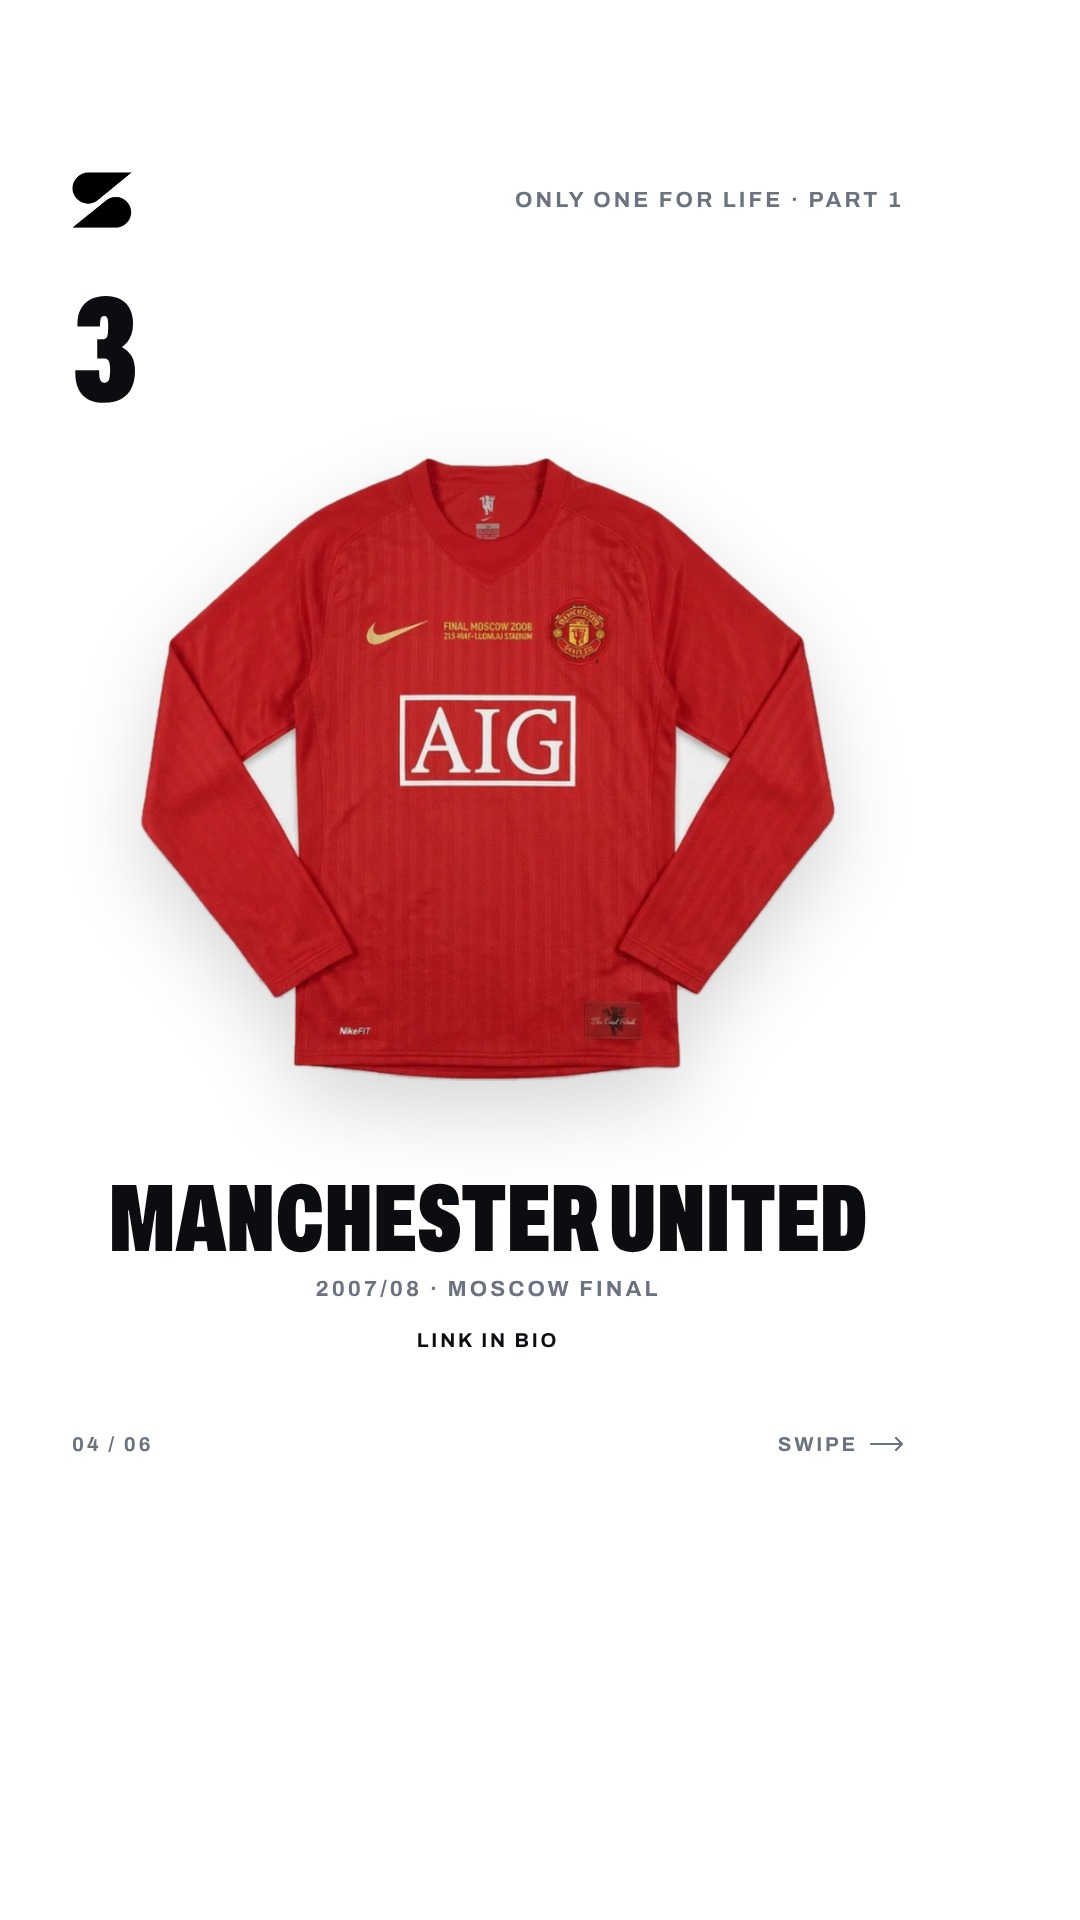 ONLY ONE FOR LIFE · PART 1
3
FINAL MOSCOW 2008
AIG
NikeFIT
MANCHESTER UNITED
2007/08 · MOSCOW FINAL
LINK IN BIO
04 / 06
SWIPE